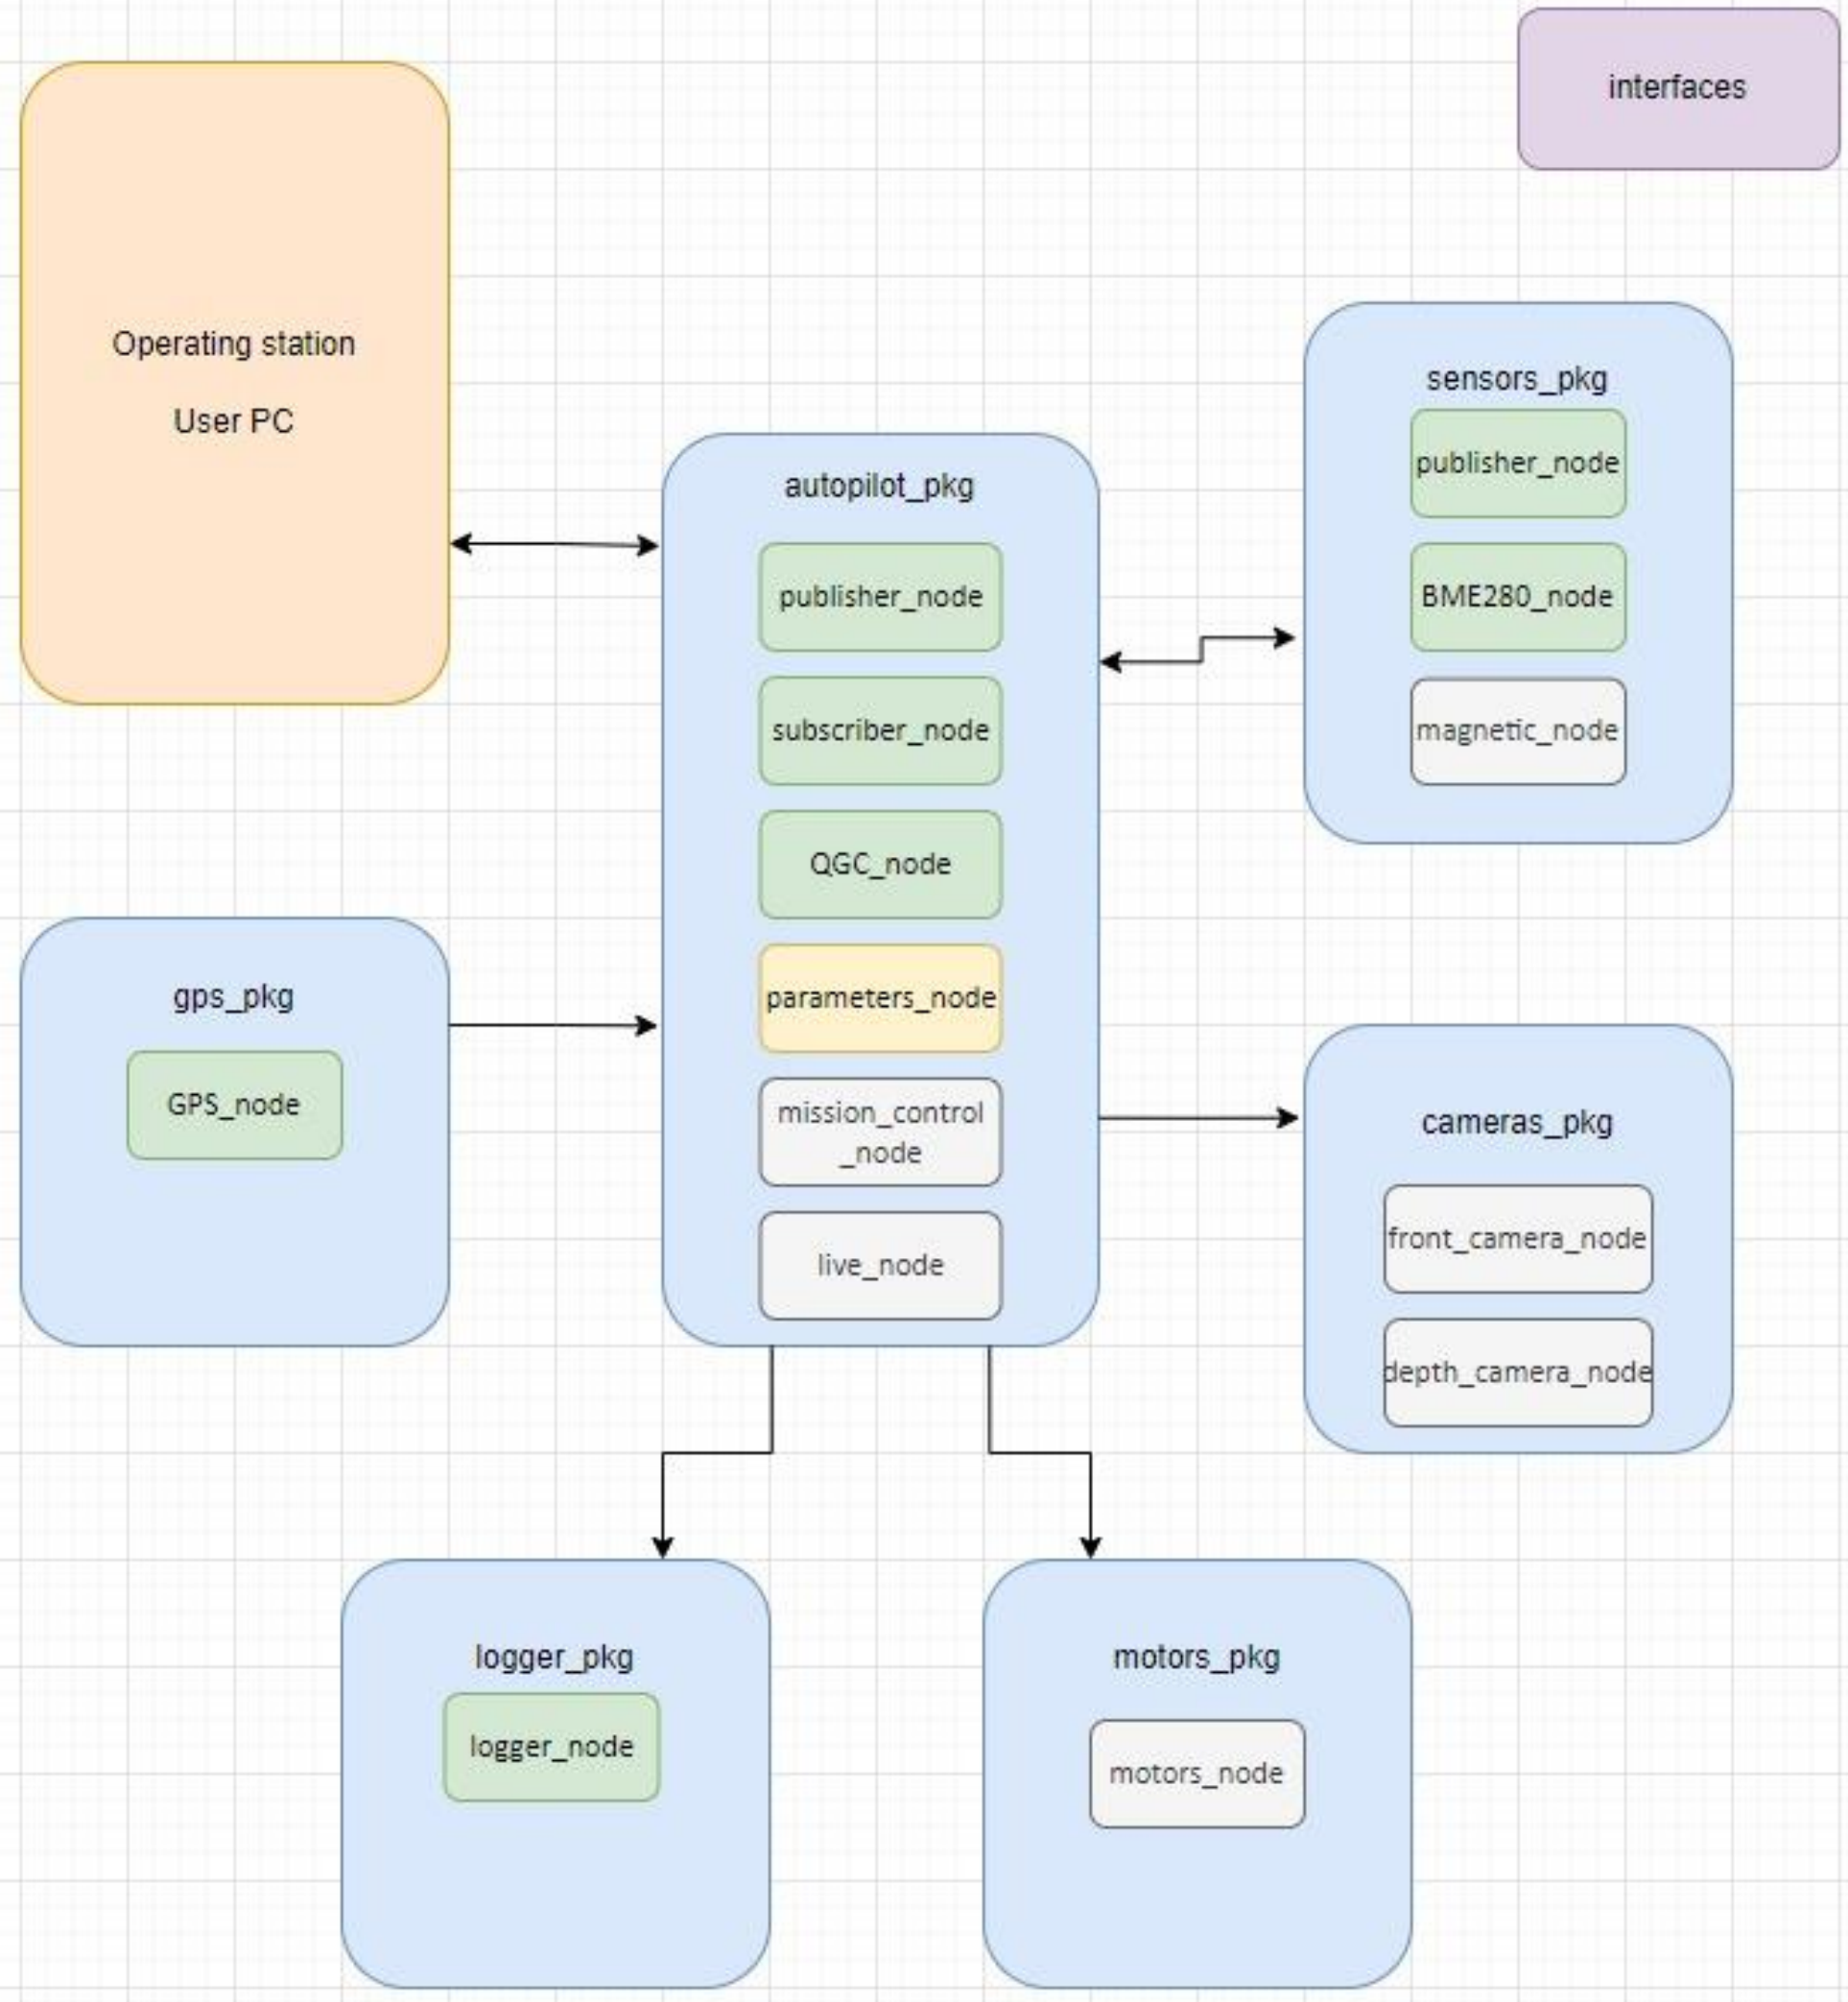 interfaces
Operating station
User PC
sensors_pkg
publisher_node
BME280_node
magnetic_node
autopilot_pkg
publisher_node
subscriber_node
QGC_node
parameters_node
mission_control
_node
live_node
gps_pkg
GPS_node
cameras_pkg
front_camera_node
depth_camera_node
logger_pkg
logger_node
motors_pkg
motors_node